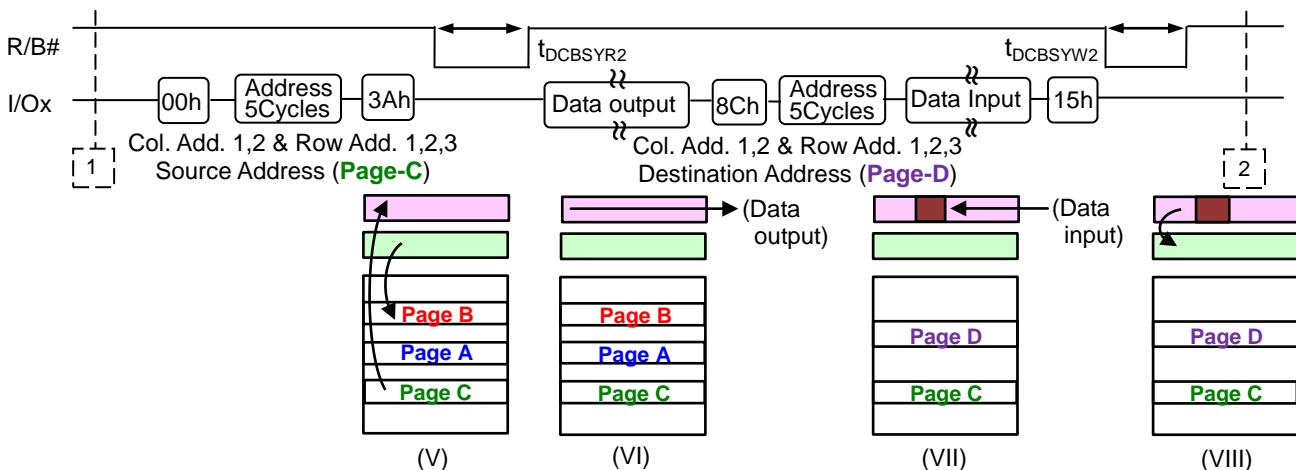 R/B#
tDCBSYR2
tDCBSYW2
I/Ox
00h
Address
5Cycles
3Ah
Data output
8Ch
Address
5Cycles
Data Input
15h
1
Col. Add. 1,2 & Row Add. 1,2,3
Source Address (Page-C)
Col. Add. 1,2 & Row Add. 1,2,3
Destination Address (Page-D)
2
(Data
output)
(Data
input)
Page B
Page A
Page C
Page B
Page A
Page C
Page D
Page C
Page D
Page C
(V)
(VI)
(VII)
(VIII)